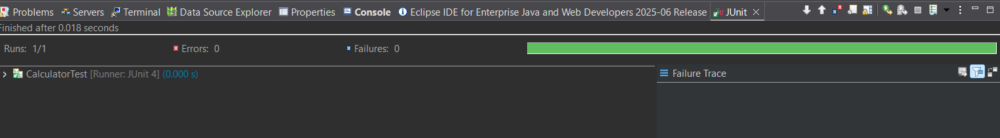 Problems Servers Terminal Data Source Explorer Properties Console Eclipse IDE for Enterprise Java and Web Developers 2025-06 Release JUnit
Finished after 0.018 seconds
Runs: 1/1 Errors: 0 Failures: 0
CalculatorTest [Runner: JUnit 4] (0.000 s) Failure Trace